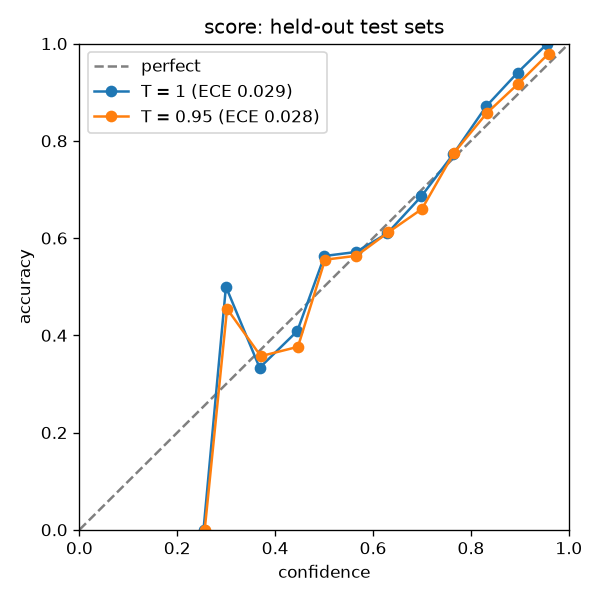 score: held-out test sets
perfect
T = 1 (ECE 0.029)
T = 0.95 (ECE 0.028)
1.0
0.8
0.6
0.4
0.2
0.0
accuracy
0.0 0.2 0.4 0.6 0.8 1.0
confidence